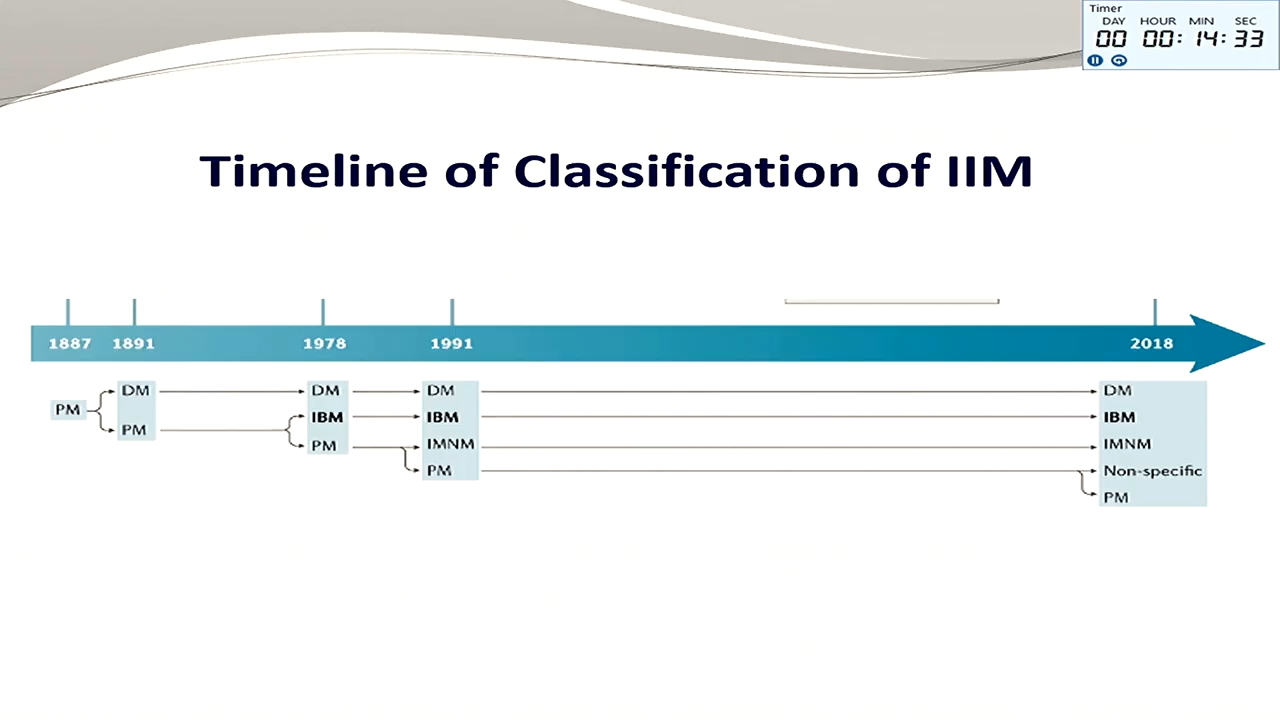 Timer
DAY HOUR MIN SEC
00 00: 14: 33
Timeline of Classification of IIM
1887 1891 1978 1991 2018
DM DM DM DM
PM IBM IBM IBM
PM PM IMNM IMNM
PM Non-specific
PM